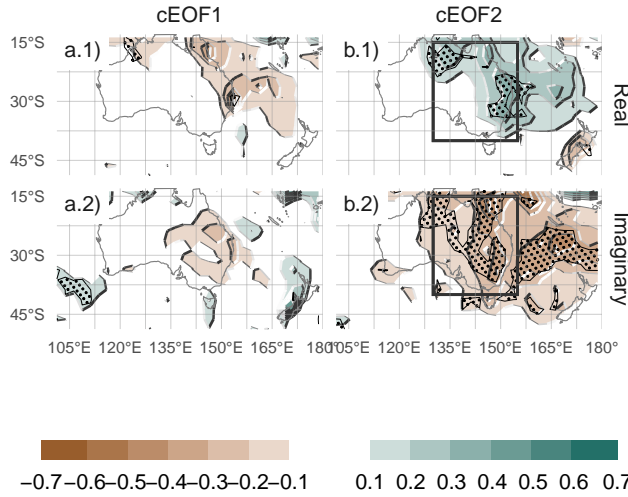 cEOF1
cEOF2
15°S
30°S
45°S
a.1)
b.1)
Real
15°S
30°S
45°S
a.2)
b.2)
Imaginary
105°E 120°E 135°E 150°E 165°E 180°
105°E 120°E 135°E 150°E 165°E 180°
−0.7 −0.6 −0.5 −0.4 −0.3 −0.2 −0.1
0.1 0.2 0.3 0.4 0.5 0.6 0.7